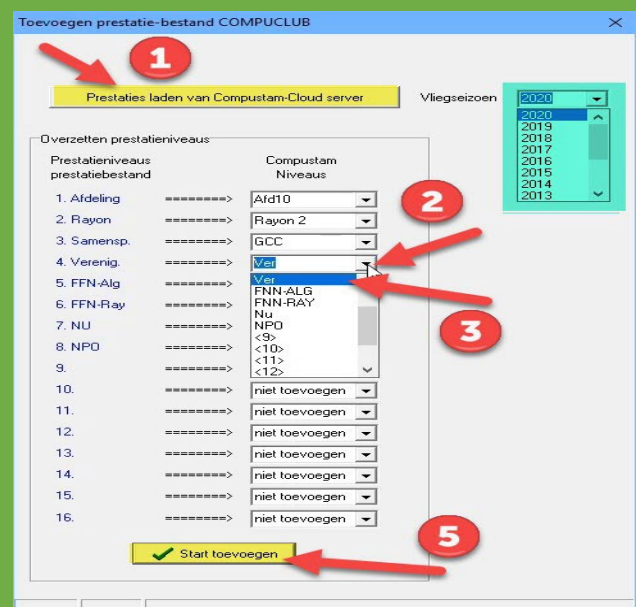 Toevoegen prestatie-bestand COMPUCLUB
1
Prestaties laden van Compustam-Cloud server
Vliegseizoen
2020
2020
2019
2018
2017
2016
2015
2014
2013
Overzetten prestatieniveaus
Prestatieniveaus prestatiebestand
Compustam Niveaus
1. Afdeling ========> Afd10
2. Rayon ========> Rayon 2
2
3. Samensp. ========> GCC
4. Verenig. ========> Ver
5. FFN-Alg ========>
6. FFN-Ray ========>
7. NU ========>
8. NPO ========>
9. ========>
Ver
FNN-ALG
FNN-RAY
Nu
NPO
<9>
<10>
<11>
<12>
3
10. ========> niet toevoegen
11. ========> niet toevoegen
12. ========> niet toevoegen
13. ========> niet toevoegen
14. ========> niet toevoegen
15. ========> niet toevoegen
16. ========> niet toevoegen
5
Start toevoegen